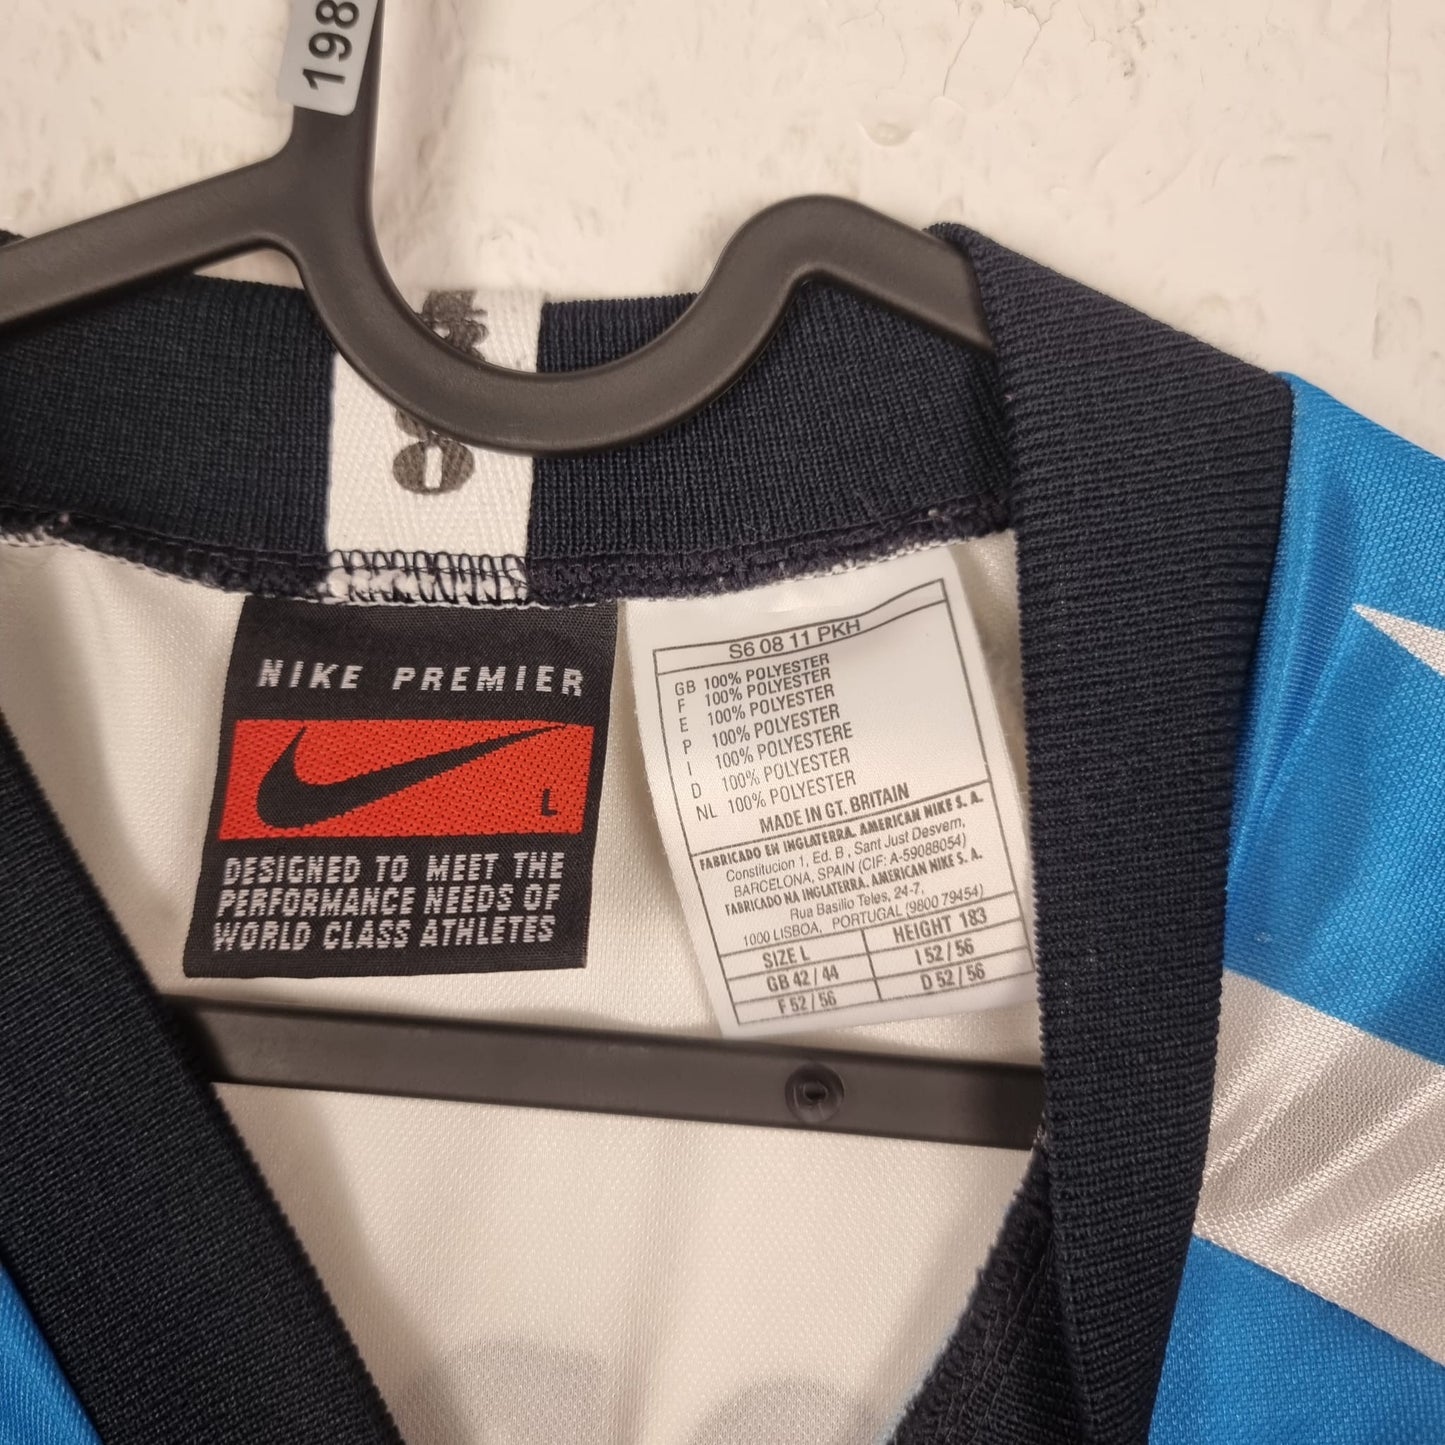 198
NIKE PREMIER
L
DESIGNED TO MEET THE
PERFORMANCE NEEDS OF
WORLD CLASS ATHLETES
S6 08 11 PKH
GB 100% POLYESTER
F 100% POLYESTER
E 100% POLYESTER
P 100% POLYESTER
I 100% POLYESTERE
D 100% POLYESTER
NL 100% POLYESTER
MADE IN GT. BRITAIN
FABRICADO EN INGLATERRA. AMERICAN NIKE S. A.
Constitucion 1, Ed. B, Sant Just Desvern,
BARCELONA, SPAIN (CIF: A-59088054)
FABRICADO NA INGLATERRA. AMERICAN NIKE S. A.
Rua Basilio Teles, 24-7,
1000 LISBOA, PORTUGAL (980079454)
SIZE L HEIGHT 183
GB 42 / 44 I 52 / 56
F 52 / 56 D 52 / 56